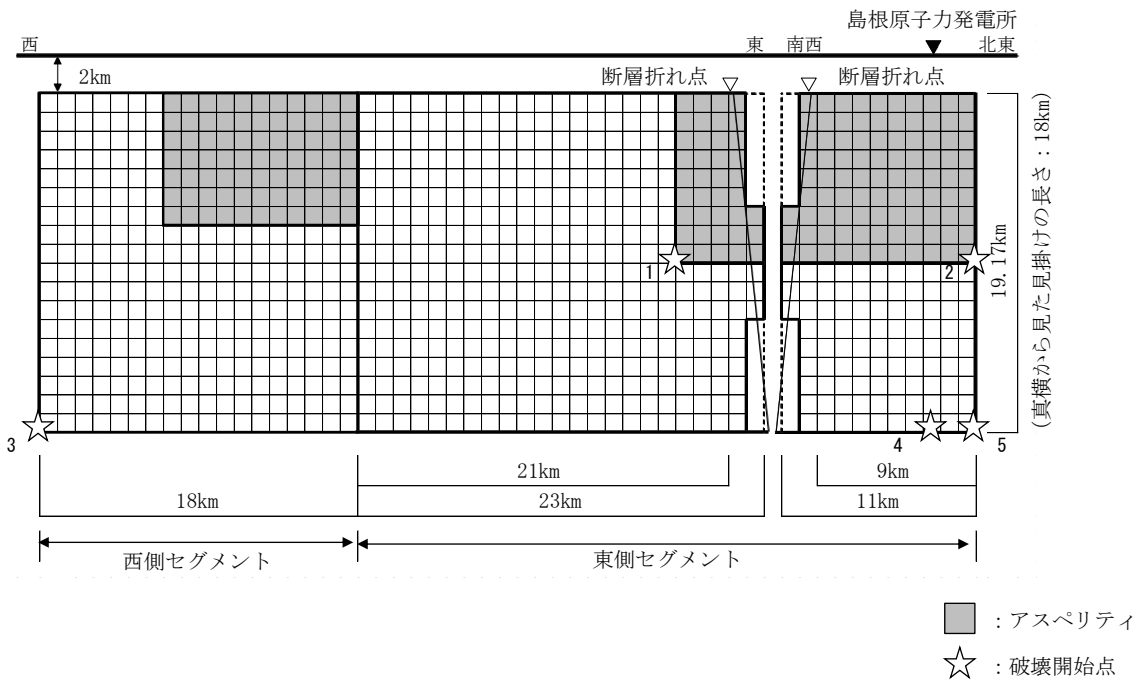 島根原子力発電所
西
東
南西
北東
2km
断層折れ点
断層折れ点
1
2
3
4
5
19.17km
(真横から見た見掛けの長さ:18km)
21km
9km
18km
23km
11km
西側セグメント
東側セグメント
:アスペリティ
:破壊開始点